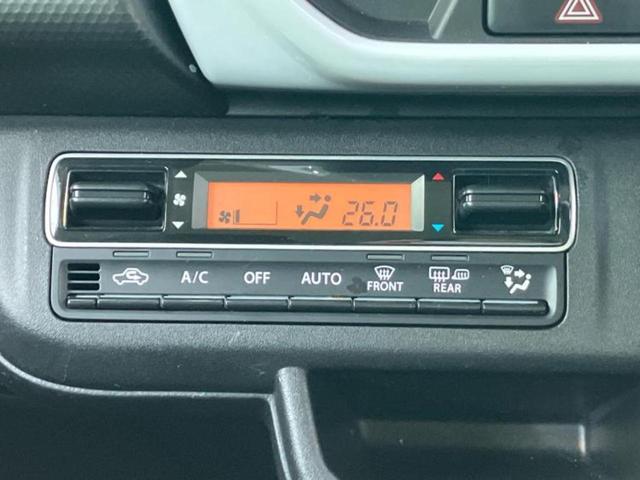 26.0
A/C OFF AUTO FRONT REAR